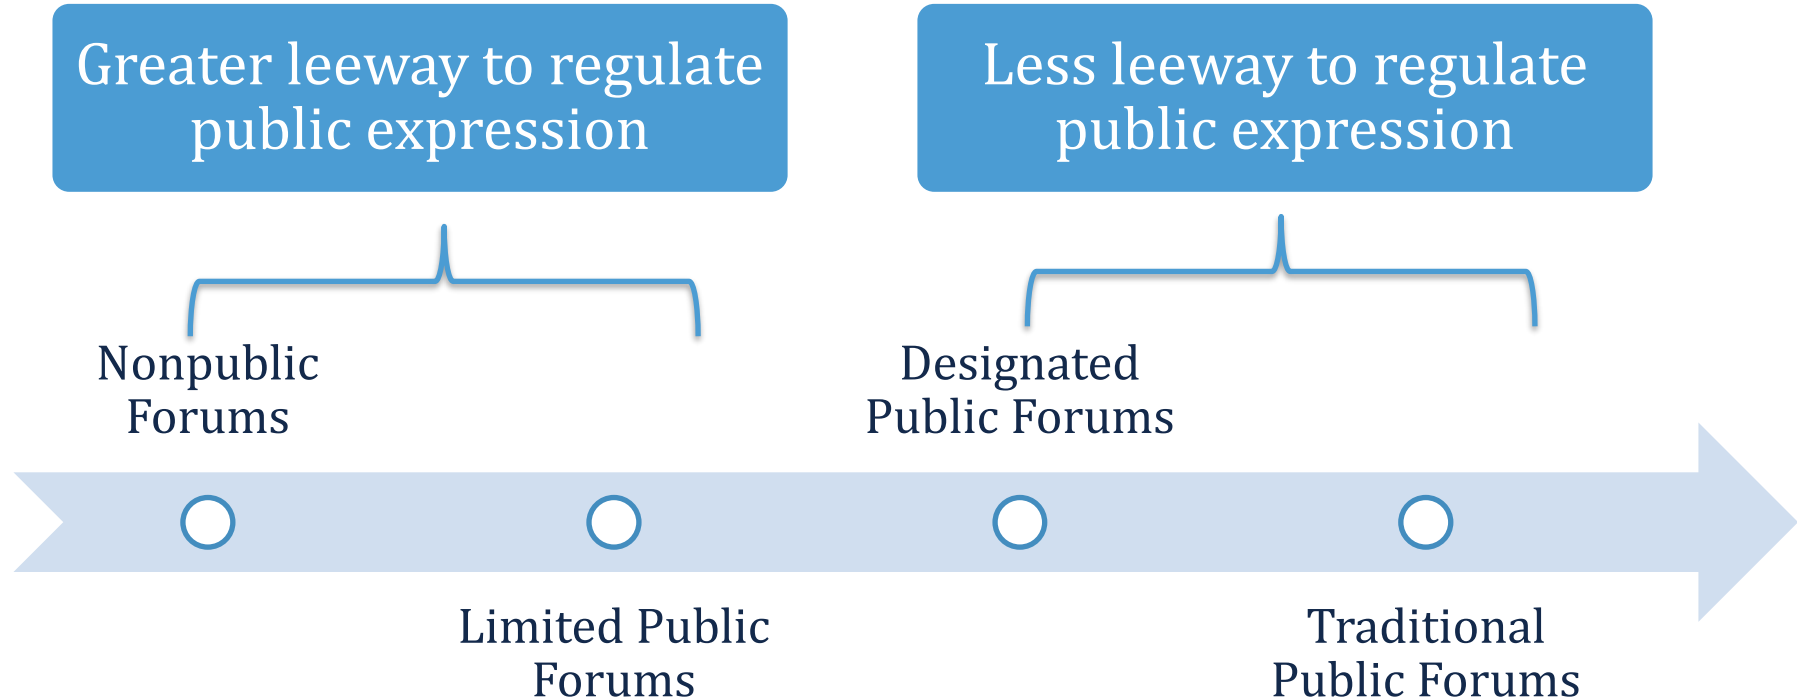 Greater leeway to regulate
public expression
Less leeway to regulate
public expression
Nonpublic
Forums
Designated
Public Forums
Limited Public
Forums
Traditional
Public Forums